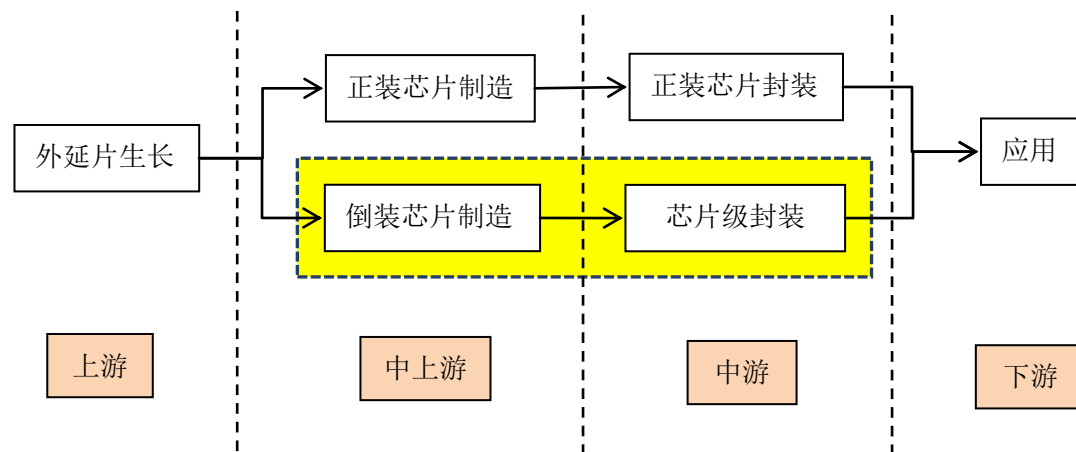 正装芯片制造
正装芯片封装
外延片生长
应用
倒装芯片制造
芯片级封装
上游
中上游
中游
下游